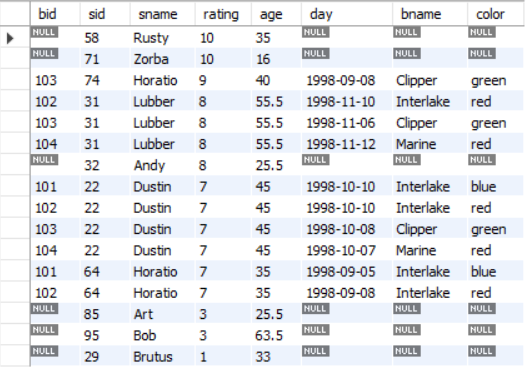 bid sid sname rating age day bname color
NULL 58 Rusty 10 35 NULL NULL NULL
NULL 71 Zorba 10 16 NULL NULL NULL
103 74 Horatio 9 40 1998-09-08 Clipper green
102 31 Lubber 8 55.5 1998-11-10 Interlake red
103 31 Lubber 8 55.5 1998-11-06 Clipper green
104 31 Lubber 8 55.5 1998-11-12 Marine red
NULL 32 Andy 8 25.5 NULL NULL NULL
101 22 Dustin 7 45 1998-10-10 Interlake blue
102 22 Dustin 7 45 1998-10-10 Interlake red
103 22 Dustin 7 45 1998-10-08 Clipper green
104 22 Dustin 7 45 1998-10-07 Marine red
101 64 Horatio 7 35 1998-09-05 Interlake blue
102 64 Horatio 7 35 1998-09-08 Interlake red
NULL 85 Art 3 25.5 NULL NULL NULL
NULL 95 Bob 3 63.5 NULL NULL NULL
NULL 29 Brutus 1 33 NULL NULL NULL